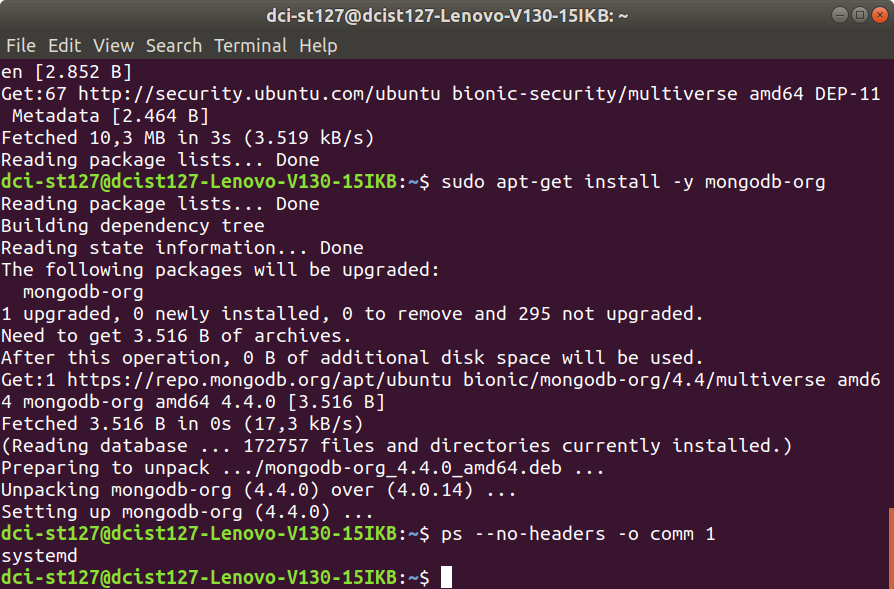 dci-st127@dcist127-Lenovo-V130-15IKB: ~
File Edit View Search Terminal Help
en [2.852 B]
Get:67 http://security.ubuntu.com/ubuntu bionic-security/multiverse amd64 DEP-11
 Metadata [2.464 B]
Fetched 10,3 MB in 3s (3.519 kB/s)
Reading package lists... Done
dci-st127@dcist127-Lenovo-V130-15IKB:~$ sudo apt-get install -y mongodb-org
Reading package lists... Done
Building dependency tree
Reading state information... Done
The following packages will be upgraded:
  mongodb-org
1 upgraded, 0 newly installed, 0 to remove and 295 not upgraded.
Need to get 3.516 B of archives.
After this operation, 0 B of additional disk space will be used.
Get:1 https://repo.mongodb.org/apt/ubuntu bionic/mongodb-org/4.4/multiverse amd6
4 mongodb-org amd64 4.4.0 [3.516 B]
Fetched 3.516 B in 0s (17,3 kB/s)
(Reading database ... 172757 files and directories currently installed.)
Preparing to unpack .../mongodb-org_4.4.0_amd64.deb ...
Unpacking mongodb-org (4.4.0) over (4.0.14) ...
Setting up mongodb-org (4.4.0) ...
dci-st127@dcist127-Lenovo-V130-15IKB:~$ ps --no-headers -o comm 1
systemd
dci-st127@dcist127-Lenovo-V130-15IKB:~$